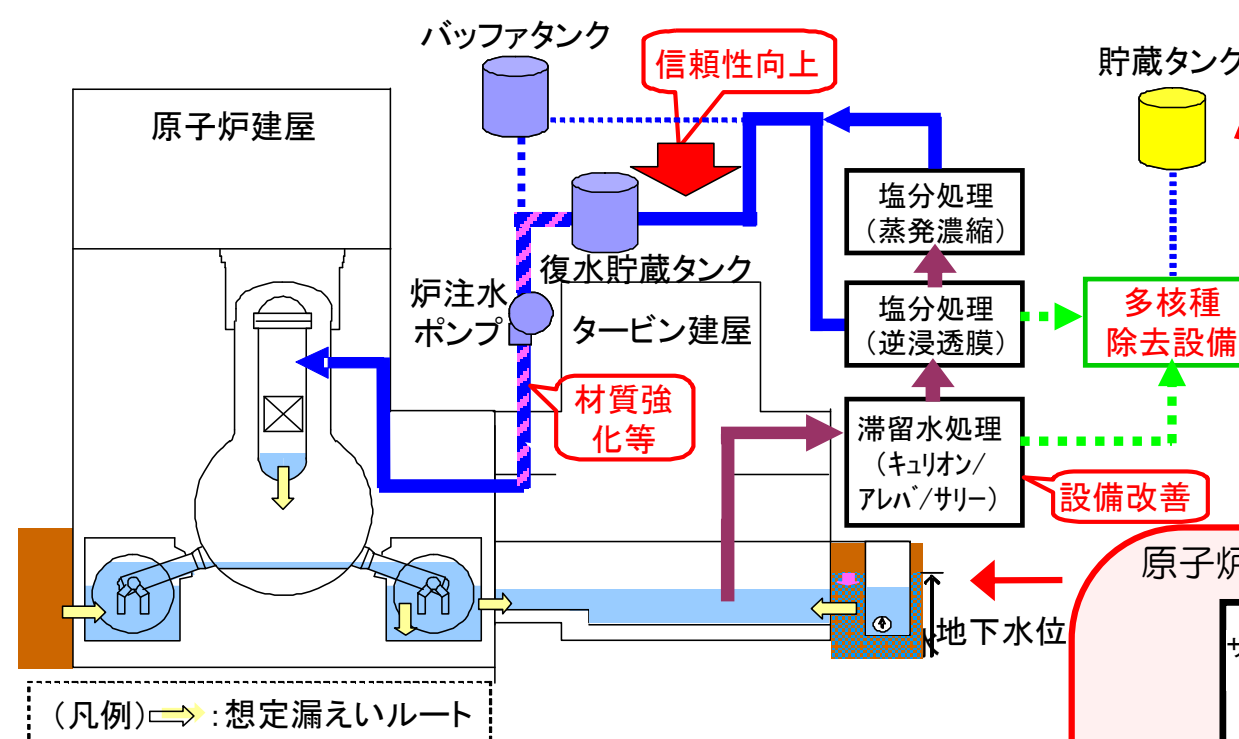 バッファタンク
信頼性向上
貯蔵タンク
原子炉建屋
塩分処理
(蒸発濃縮)
復水貯蔵タンク
炉注水
ポンプ
タービン建屋
塩分処理
(逆浸透膜)
多核種
除去設備
材質強
化等
滞留水処理
(キュリオン/
アレバ/サリー)
設備改善
原子炉
地下水位
(凡例) :想定漏えいルート